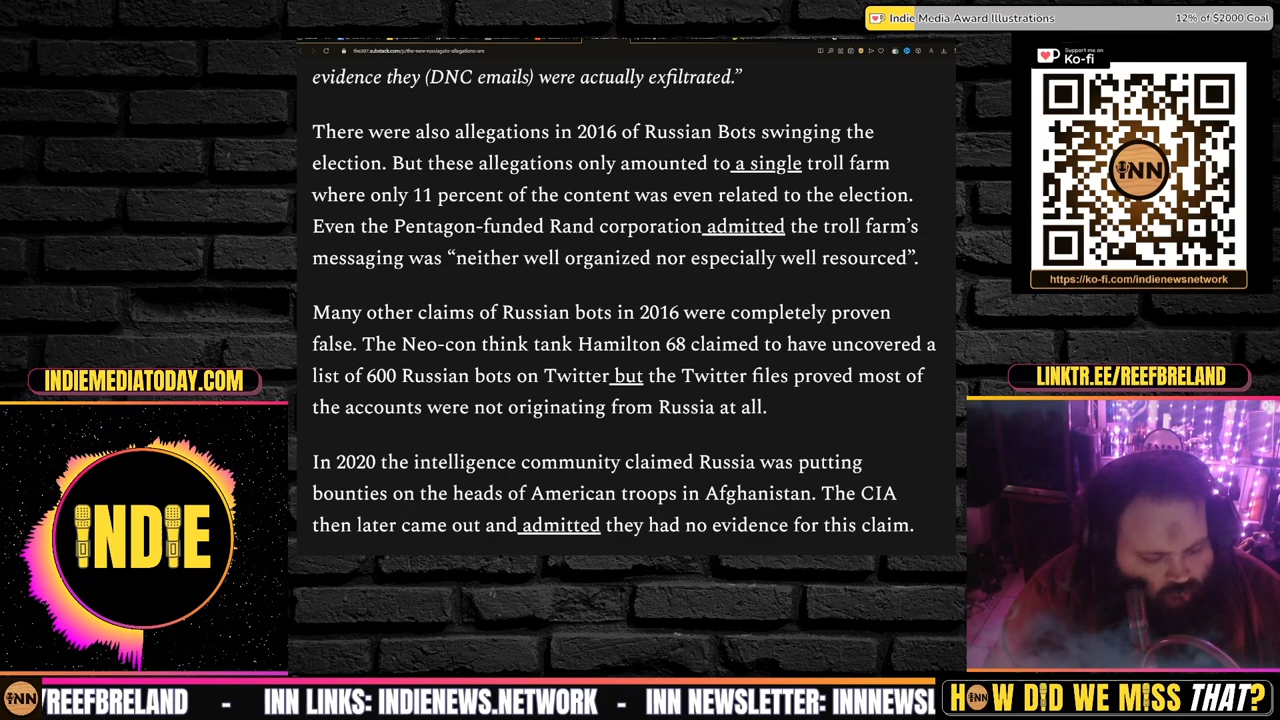 Indie Media Award Illustrations
12% of $2000 Goal
the307.substack.com/p/the-new-russiagate-allegations-are
evidence they (DNC emails) were actually exfiltrated.”
There were also allegations in 2016 of Russian Bots swinging the
election. But these allegations only amounted to a single troll farm
where only 11 percent of the content was even related to the election.
Even the Pentagon-funded Rand corporation admitted the troll farm’s
messaging was “neither well organized nor especially well resourced”.
Many other claims of Russian bots in 2016 were completely proven
false. The Neo-con think tank Hamilton 68 claimed to have uncovered a
list of 600 Russian bots on Twitter but the Twitter files proved most of
the accounts were not originating from Russia at all.
In 2020 the intelligence community claimed Russia was putting
bounties on the heads of American troops in Afghanistan. The CIA
then later came out and admitted they had no evidence for this claim.
Support me on
Ko-fi
INN
https://ko-fi.com/indienewsnetwork
INDIEMEDIATODAY.COM
LINKTR.EE/REEFBRELAND
INDIE
INN
/REEFBRELAND - INN LINKS: INDIENEWS.NETWORK - INN NEWSLETTER: INNNEWSL
HOW DID WE MISS THAT?